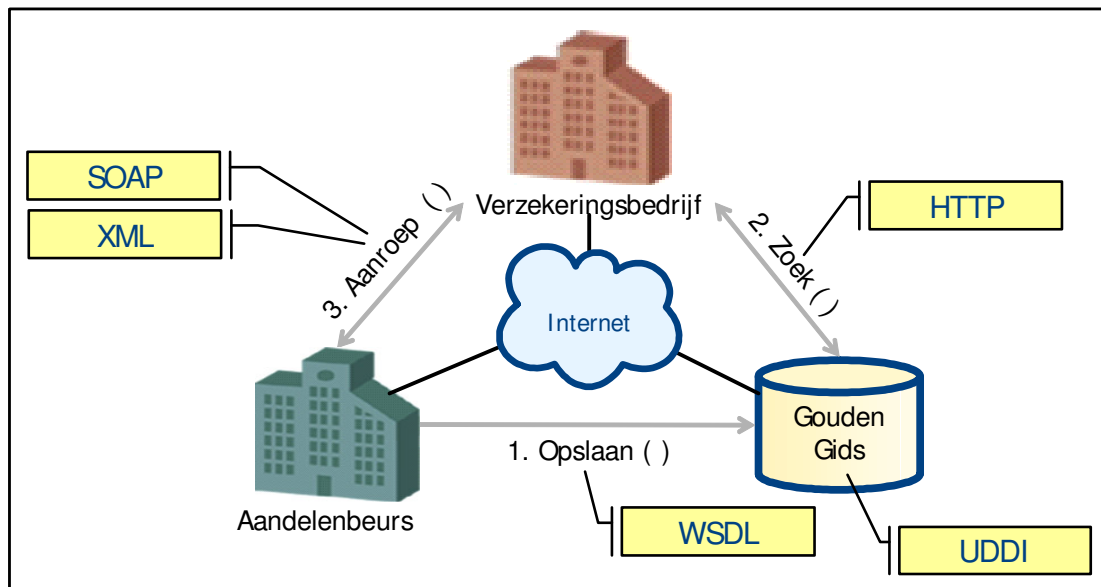 SOAP
XML
Verzekeringsbedrijf
HTTP
3. Aanroep ( )
2. Zoek ( )
Internet
Gouden
Gids
1. Opslaan ( )
Aandelenbeurs
WSDL
UDDI